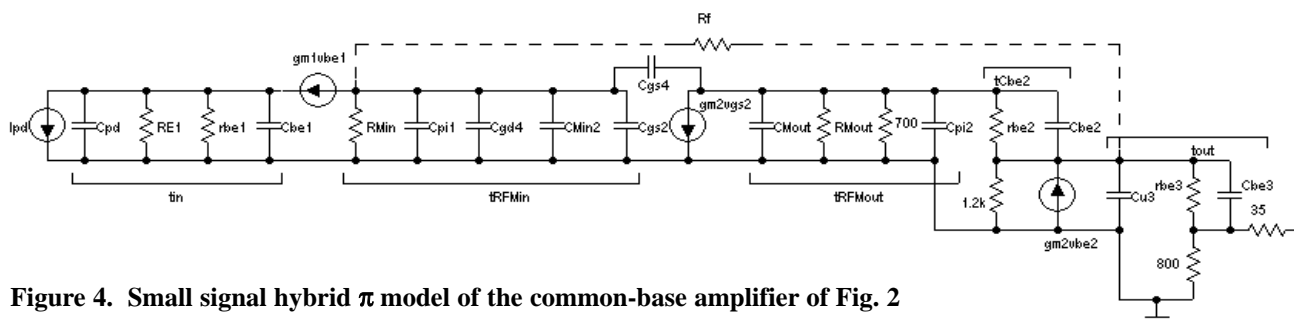 Rf
gm1vbe1
Cgs4
tCbe2
gm2vgs2
Ipd
Cpd
RE1
rbe1
Cbe1
RMin
Cpi1
Cgd4
CMin2
Cgs2
CMout
RMout
700
Cpi2
rbe2
Cbe2
tout
tin
tRFMin
tRFMout
1.2k
Cu3
rbe3
Cbe3
35
gm2vbe2
800
Figure 4. Small signal hybrid π model of the common-base amplifier of Fig. 2